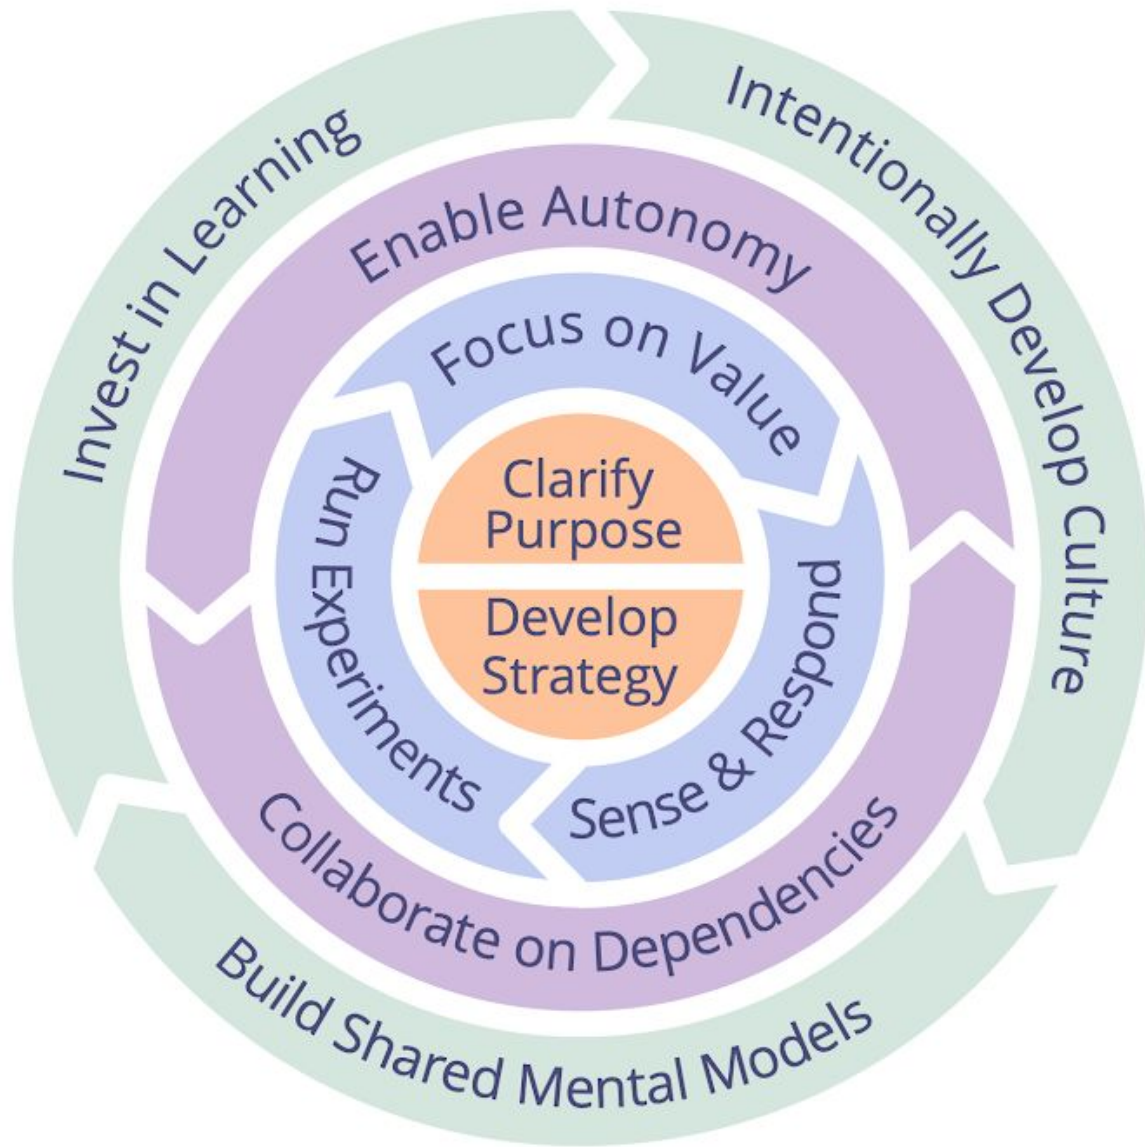 Invest in Learning
Intentionally Develop Culture
Enable Autonomy
Focus on Value
Run Experiments
Clarify
Purpose
Develop
Strategy
Sense & Respond
Collaborate on Dependencies
Build Shared Mental Models